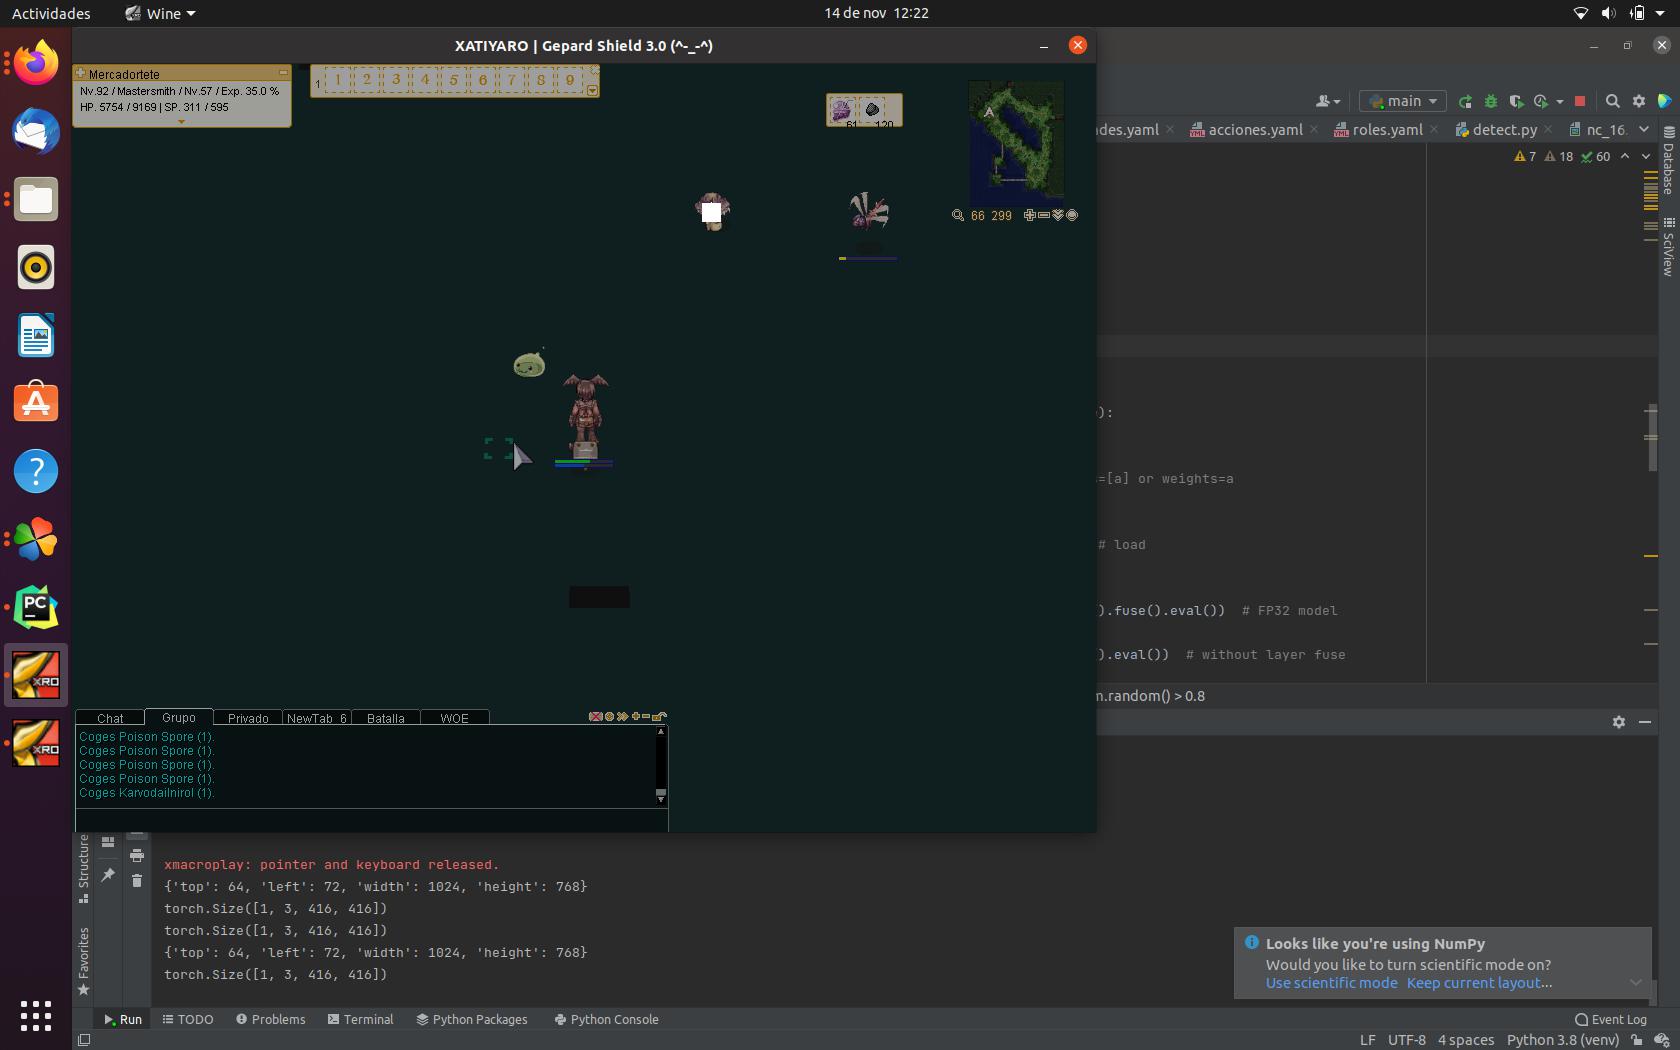 Actividades
Wine
14 de nov 12:22
XATIYARO | Gepard Shield 3.0 (^-_-^)
Mercadortete
Nv.92 / Mastersmith / Nv.57 / Exp. 35.0 %
HP. 5754 / 9169 | SP. 311 / 595
1 1 2 3 4 5 6 7 8 9
61 120
A
66 299
main
des.yaml
acciones.yaml
roles.yaml
detect.py
nc_16.
7 18 60
Database
SciView
):
=[a] or weights=a
# load
).fuse().eval()) # FP32 model
).eval()) # without layer fuse
m.random() > 0.8
PC
XRO
XRO
Chat Grupo Privado NewTab_6 Batalla WOE
Coges Poison Spore (1).
Coges Poison Spore (1).
Coges Poison Spore (1).
Coges Poison Spore (1).
Coges Karvodailnirol (1).
Structure
Favorites
xmacroplay: pointer and keyboard released.
{'top': 64, 'left': 72, 'width': 1024, 'height': 768}
torch.Size([1, 3, 416, 416])
torch.Size([1, 3, 416, 416])
{'top': 64, 'left': 72, 'width': 1024, 'height': 768}
torch.Size([1, 3, 416, 416])
Looks like you're using NumPy
Would you like to turn scientific mode on?
Use scientific mode Keep current layout...
Run TODO Problems Terminal Python Packages Python Console
Event Log
LF UTF-8 4 spaces Python 3.8 (venv)